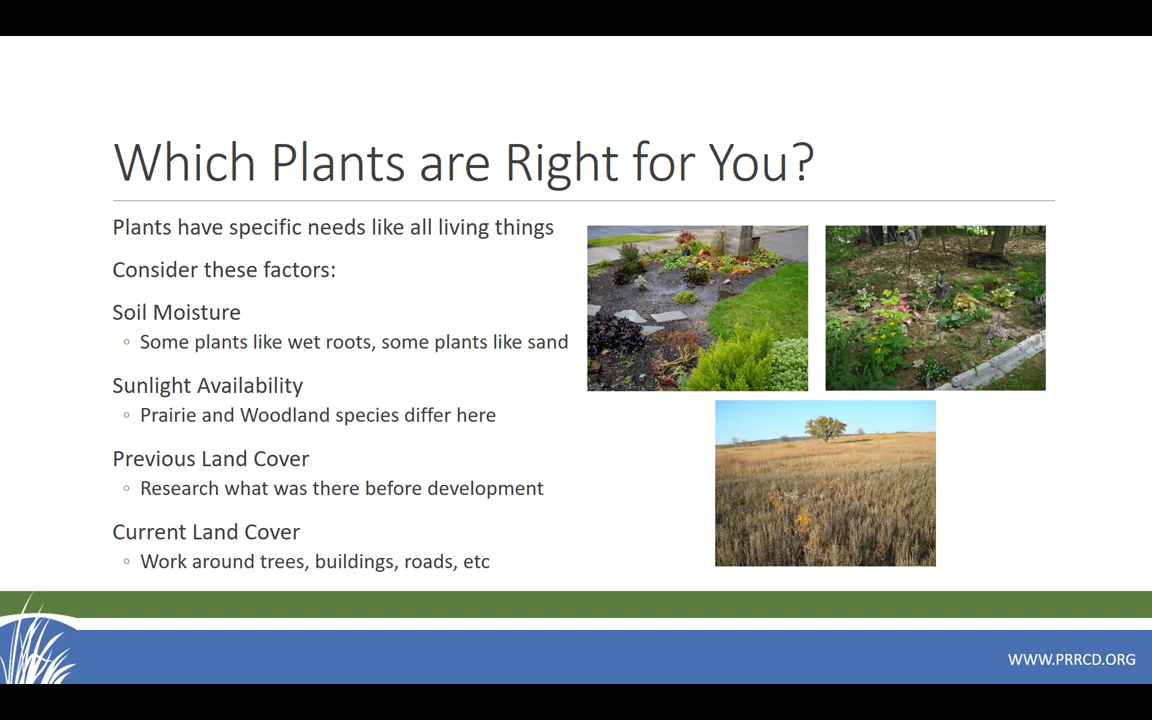 Which Plants are Right for You?
Plants have specific needs like all living things
Consider these factors:
Soil Moisture
◦ Some plants like wet roots, some plants like sand
Sunlight Availability
◦ Prairie and Woodland species differ here
Previous Land Cover
◦ Research what was there before development
Current Land Cover
◦ Work around trees, buildings, roads, etc
WWW.PRRCD.ORG